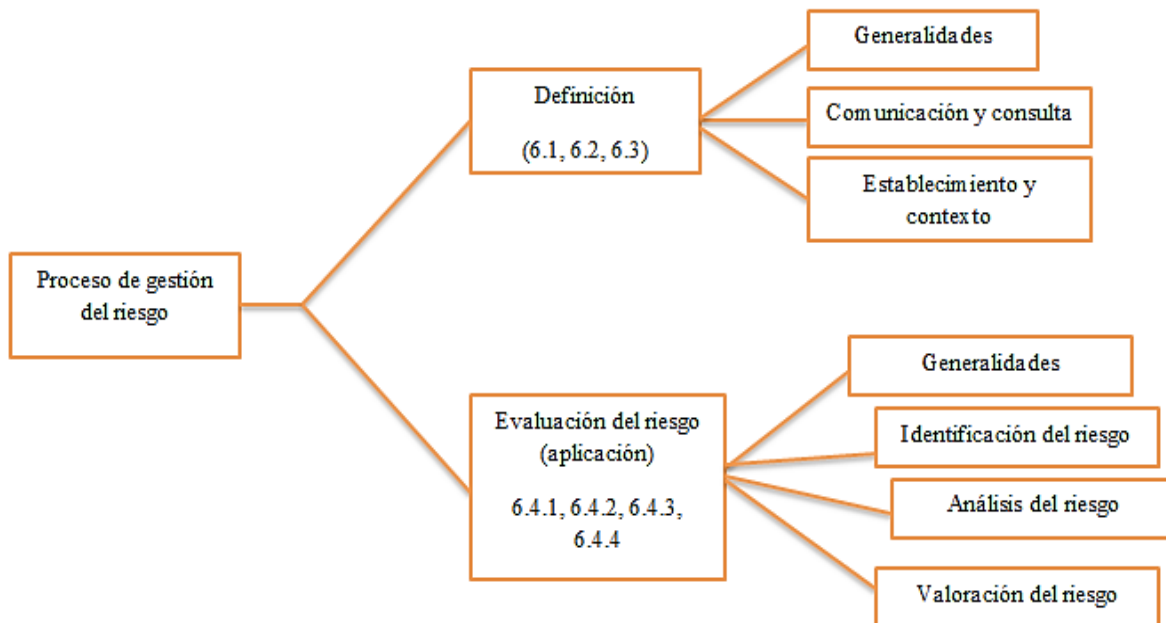 Proceso de gestión
del riesgo
Definición
(6.1, 6.2, 6.3)
Generalidades
Comunicación y consulta
Establecimiento y
contexto
Evaluación del riesgo
(aplicación)
6.4.1, 6.4.2, 6.4.3,
6.4.4
Generalidades
Identificación del riesgo
Análisis del riesgo
Valoración del riesgo